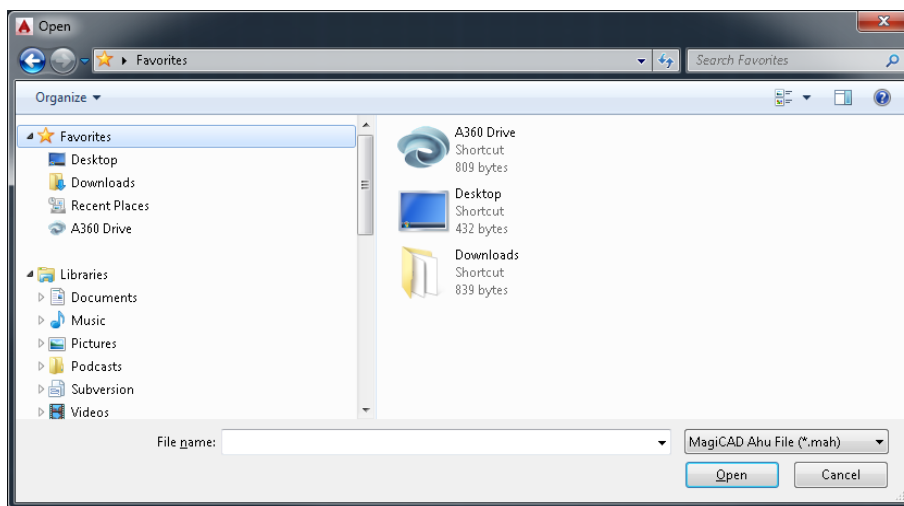 Open
Favorites
Search Favorites
Organize
Favorites
Desktop
Downloads
Recent Places
A360 Drive
Libraries
Documents
Music
Pictures
Podcasts
Subversion
Videos
A360 Drive
Shortcut
809 bytes
Desktop
Shortcut
432 bytes
Downloads
Shortcut
839 bytes
File name:
MagiCAD Ahu File (*.mah)
Open
Cancel